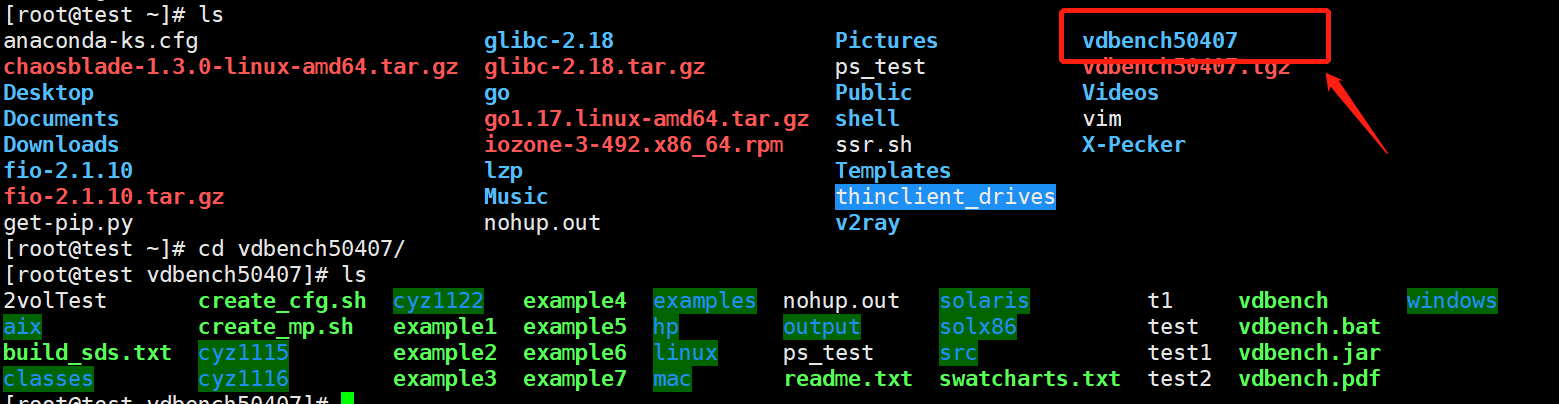 [root@test ~]# ls
anaconda-ks.cfg glibc-2.18 Pictures vdbench50407
chaosblade-1.3.0-linux-amd64.tar.gz glibc-2.18.tar.gz ps_test vdbench50407.tgz
Desktop go Public Videos
Documents go1.17.linux-amd64.tar.gz shell vim
Downloads iozone-3-492.x86_64.rpm ssr.sh X-Pecker
fio-2.1.10 lzp Templates
fio-2.1.10.tar.gz Music thinclient_drives
get-pip.py nohup.out v2ray
[root@test ~]# cd vdbench50407/
[root@test vdbench50407]# ls
2volTest create_cfg.sh cyz1122 example4 examples nohup.out solaris t1 vdbench windows
aix create_mp.sh example1 example5 hp output solx86 test vdbench.bat
build_sds.txt cyz1115 example2 example6 linux ps_test src test1 vdbench.jar
classes cyz1116 example3 example7 mac readme.txt swatcharts.txt test2 vdbench.pdf
[root@test vdbench50407]#